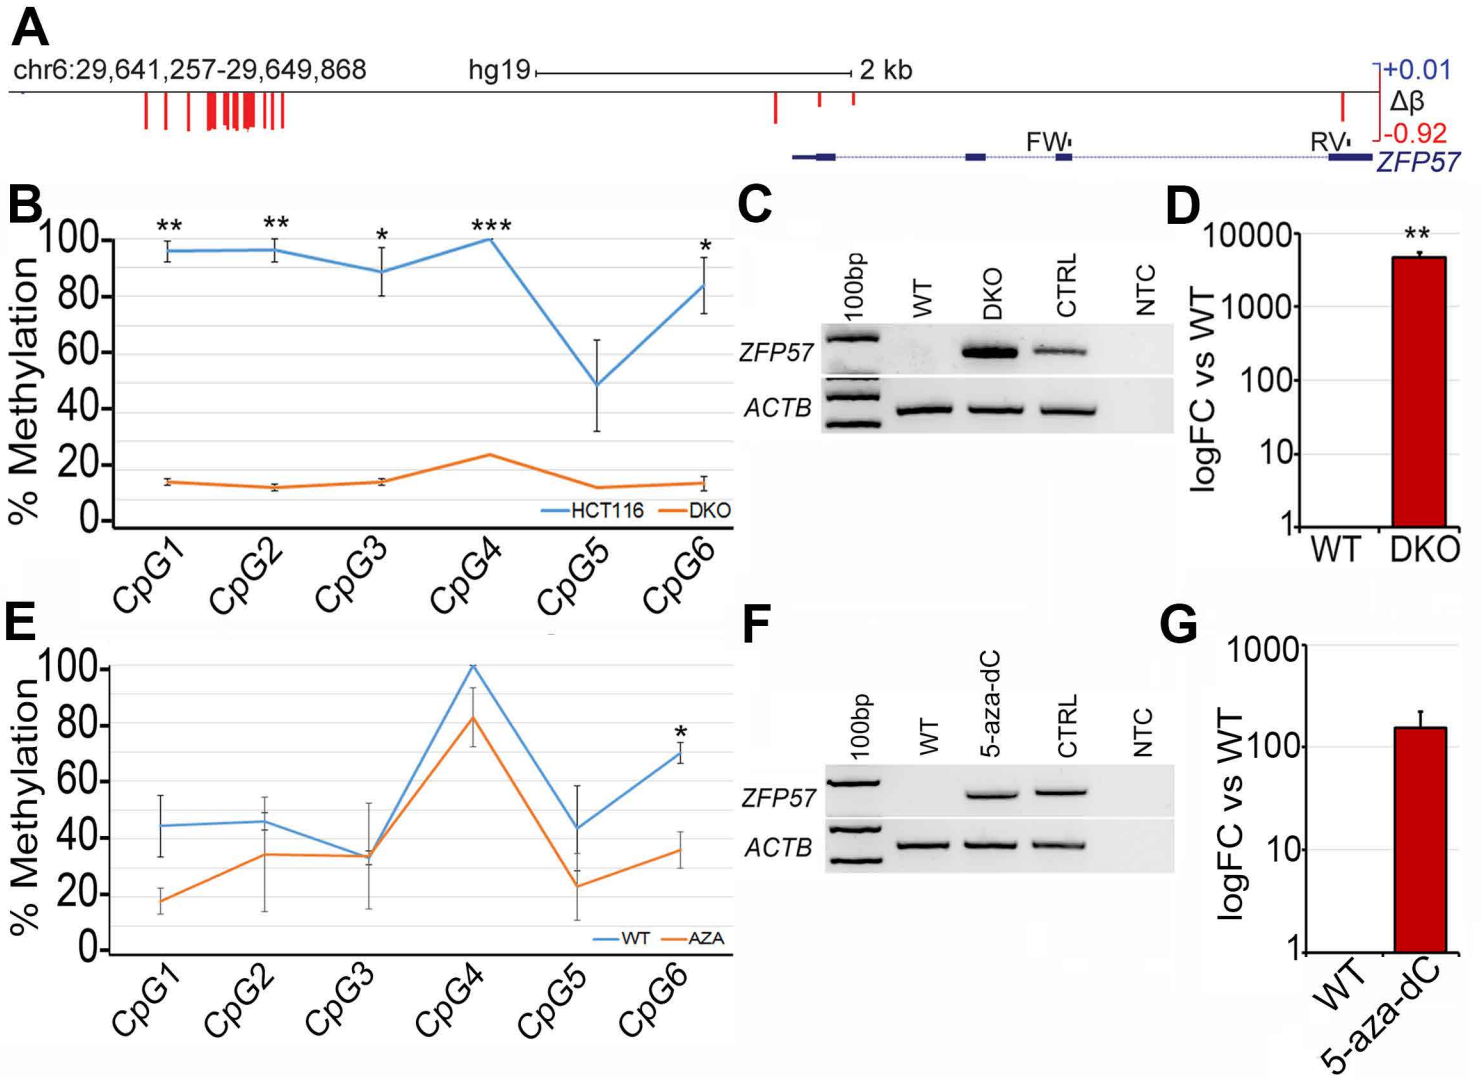 A
chr6:29,641,257-29,649,868
hg19
2 kb
+0.01
Δβ
-0.92
FW
RV
ZFP57
B
% Methylation
100
80
60
40
20
0
** ** * *** *
HCT116 DKO
CpG1 CpG2 CpG3 CpG4 CpG5 CpG6
C
100bp WT DKO CTRL NTC
ZFP57
ACTB
D
logFC vs WT
10000
1000
100
10
1
**
WT DKO
E
% Methylation
100
80
60
40
20
0
*
WT AZA
CpG1 CpG2 CpG3 CpG4 CpG5 CpG6
F
100bp WT 5-aza-dC CTRL NTC
ZFP57
ACTB
G
logFC vs WT
1000
100
10
1
WT 5-aza-dC